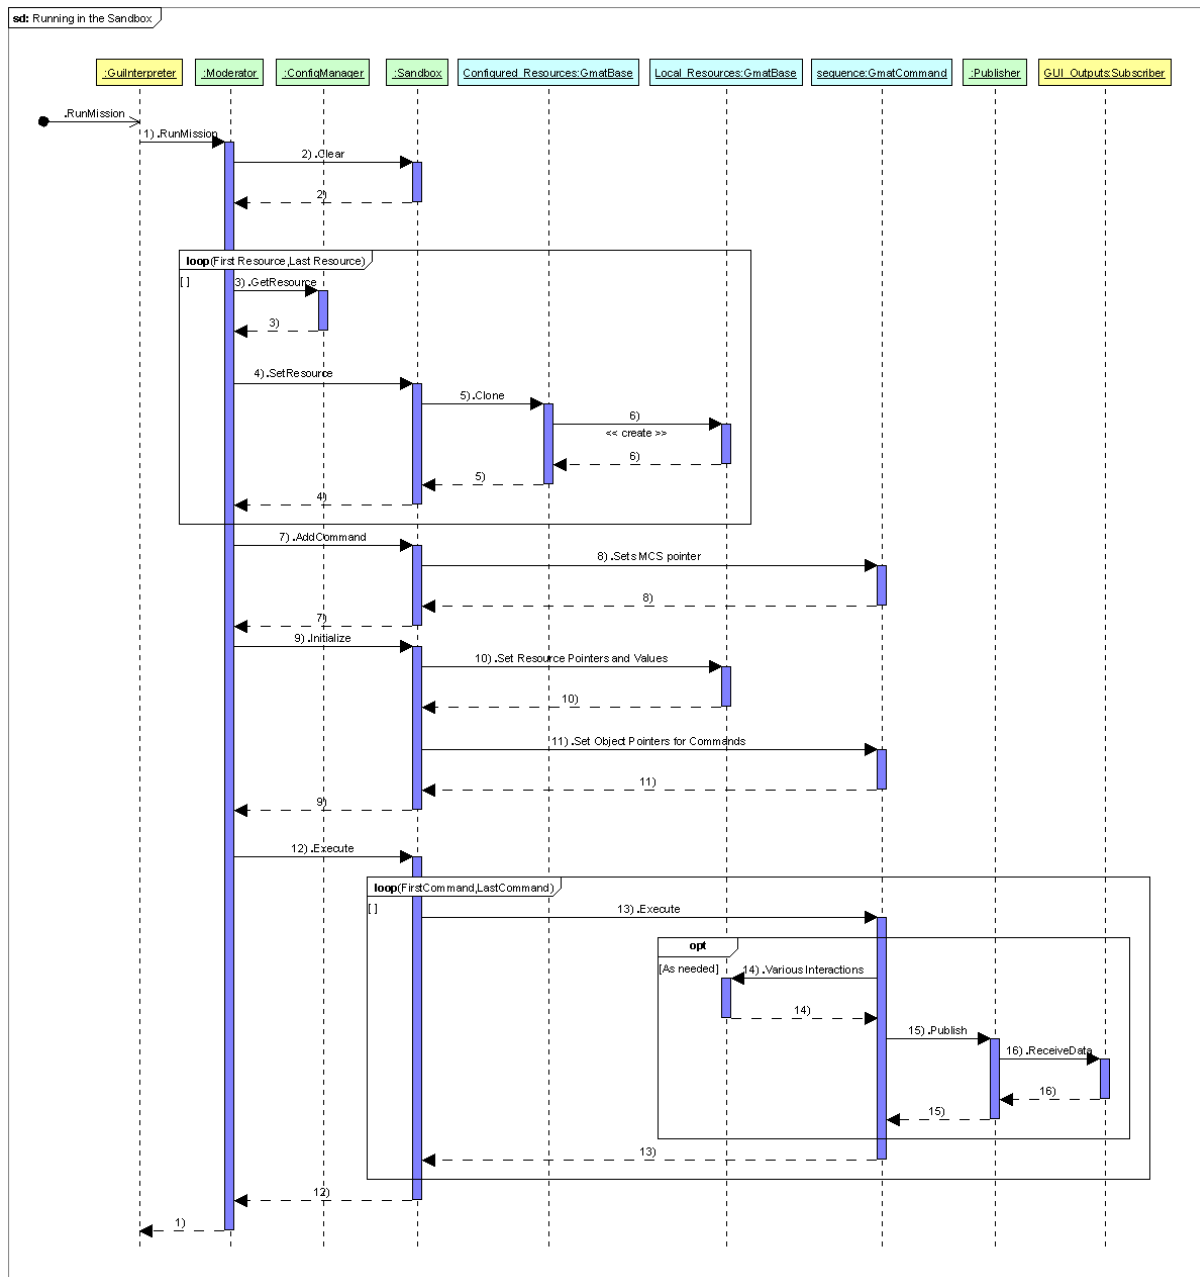 sd: Running in the Sandbox
:GuiInterpreter
:Moderator
:ConfigManager
:Sandbox
Configured_Resources:GmatBase
Local_Resources:GmatBase
sequence:GmatCommand
:Publisher
GUI_Outputs:Subscriber
.RunMission
1) .RunMission
2) .Clear
2)
loop(First Resource,Last Resource)
[ ]
3) .GetResource
3)
4).SetResource
5) .Clone
6)
<< create >>
6)
5)
4)
7) .AddCommand
8) .Sets MCS pointer
8)
7)
9) .Initialize
10) .Set Resource Pointers and Values
10)
11) .Set Object Pointers for Commands
11)
9)
12) .Execute
loop(FirstCommand,LastCommand)
[ ]
13) .Execute
opt
[As needed]
14) .Various Interactions
14)
15) .Publish
16) .ReceiveData
16)
15)
13)
12)
1)